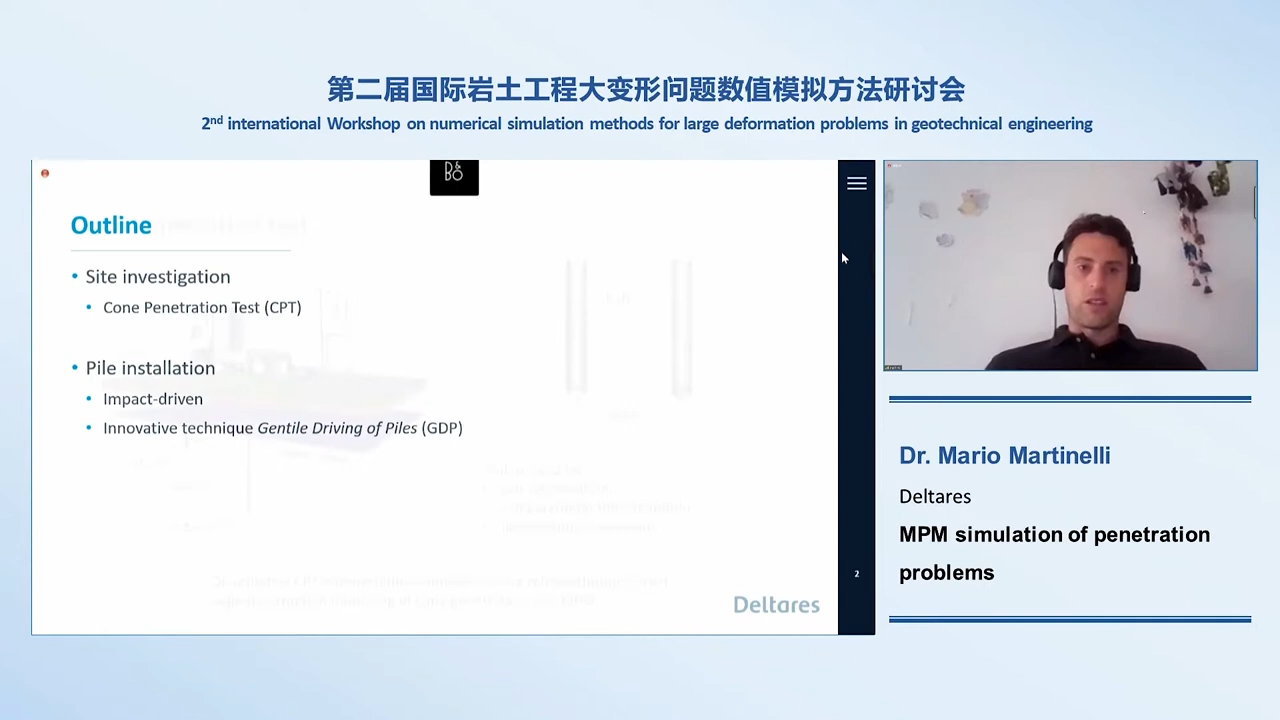 第二届国际岩土工程大变形问题数值模拟方法研讨会
2nd international Workshop on numerical simulation methods for large deformation problems in geotechnical engineering
B&O
Outline
• Site investigation
• Cone Penetration Test (CPT)
• Pile installation
• Impact-driven
• Innovative technique Gentile Driving of Piles (GDP)
2
Deltares
Dr. Mario Martinelli
Deltares
MPM simulation of penetration
problems